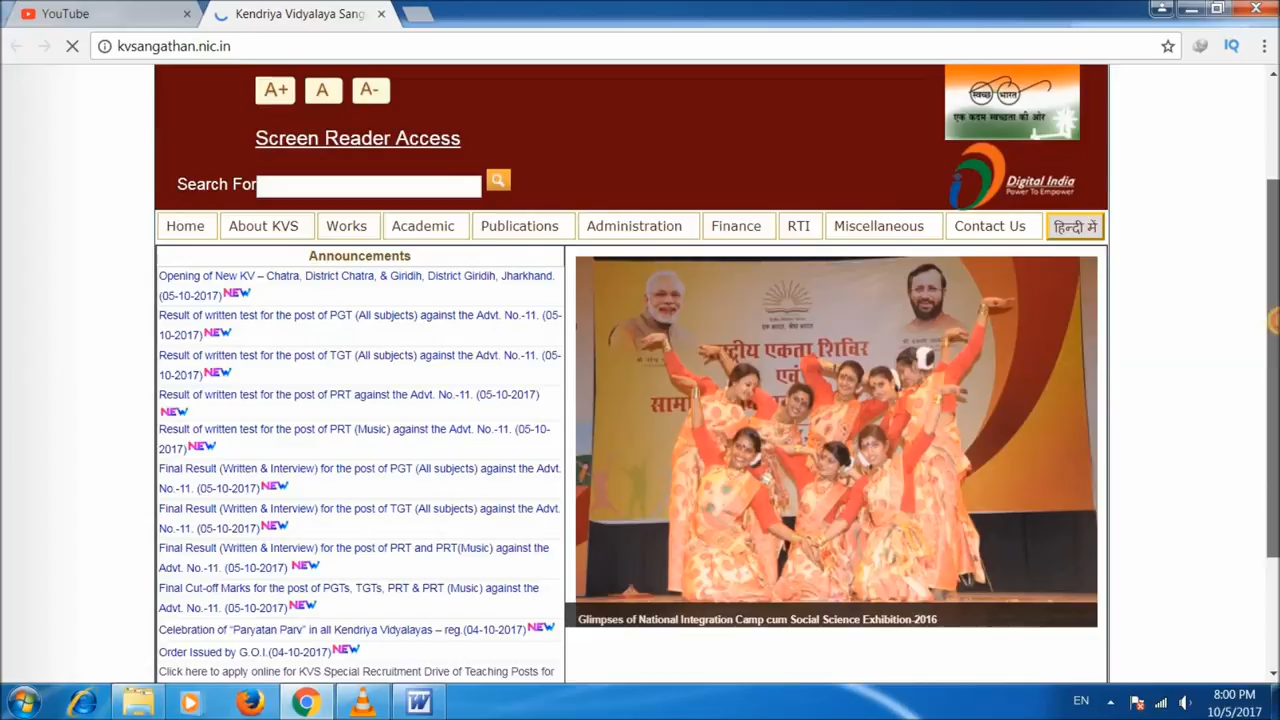 YouTube
Kendriya Vidyalaya Sang
kvsangathan.nic.in
IQ
A+ A A-
Screen Reader Access
स्वच्छ भारत
एक कदम स्वच्छता की ओर
Search For
Digital India
Power To Empower
Home About KVS Works Academic Publications Administration Finance RTI Miscellaneous Contact Us हिन्दी में
Announcements
Opening of New KV – Chatra, District Chatra, & Giridih, District Giridih, Jharkhand.
(05-10-2017) NEW
Result of written test for the post of PGT (All subjects) against the Advt. No.-11. (05-
10-2017) NEW
Result of written test for the post of TGT (All subjects) against the Advt. No.-11. (05-
10-2017) NEW
Result of written test for the post of PRT against the Advt. No.-11. (05-10-2017)
NEW
Result of written test for the post of PRT (Music) against the Advt. No.-11. (05-10-
2017) NEW
Final Result (Written & Interview) for the post of PGT (All subjects) against the Advt.
No.-11. (05-10-2017) NEW
Final Result (Written & Interview) for the post of TGT (All subjects) against the Advt.
No.-11. (05-10-2017) NEW
Final Result (Written & Interview) for the post of PRT and PRT(Music) against the
Advt. No.-11. (05-10-2017) NEW
Final Cut-off Marks for the post of PGTs, TGTs, PRT & PRT (Music) against the
Advt. No.-11. (05-10-2017) NEW
Celebration of “Paryatan Parv” in all Kendriya Vidyalayas – reg.(04-10-2017) NEW
Order Issued by G.O.I.(04-10-2017) NEW
Click here to apply online for KVS Special Recruitment Drive of Teaching Posts for
एकता शिविर
एवं
Glimpses of National Integration Camp cum Social Science Exhibition-2016
EN
8:00 PM
10/5/2017